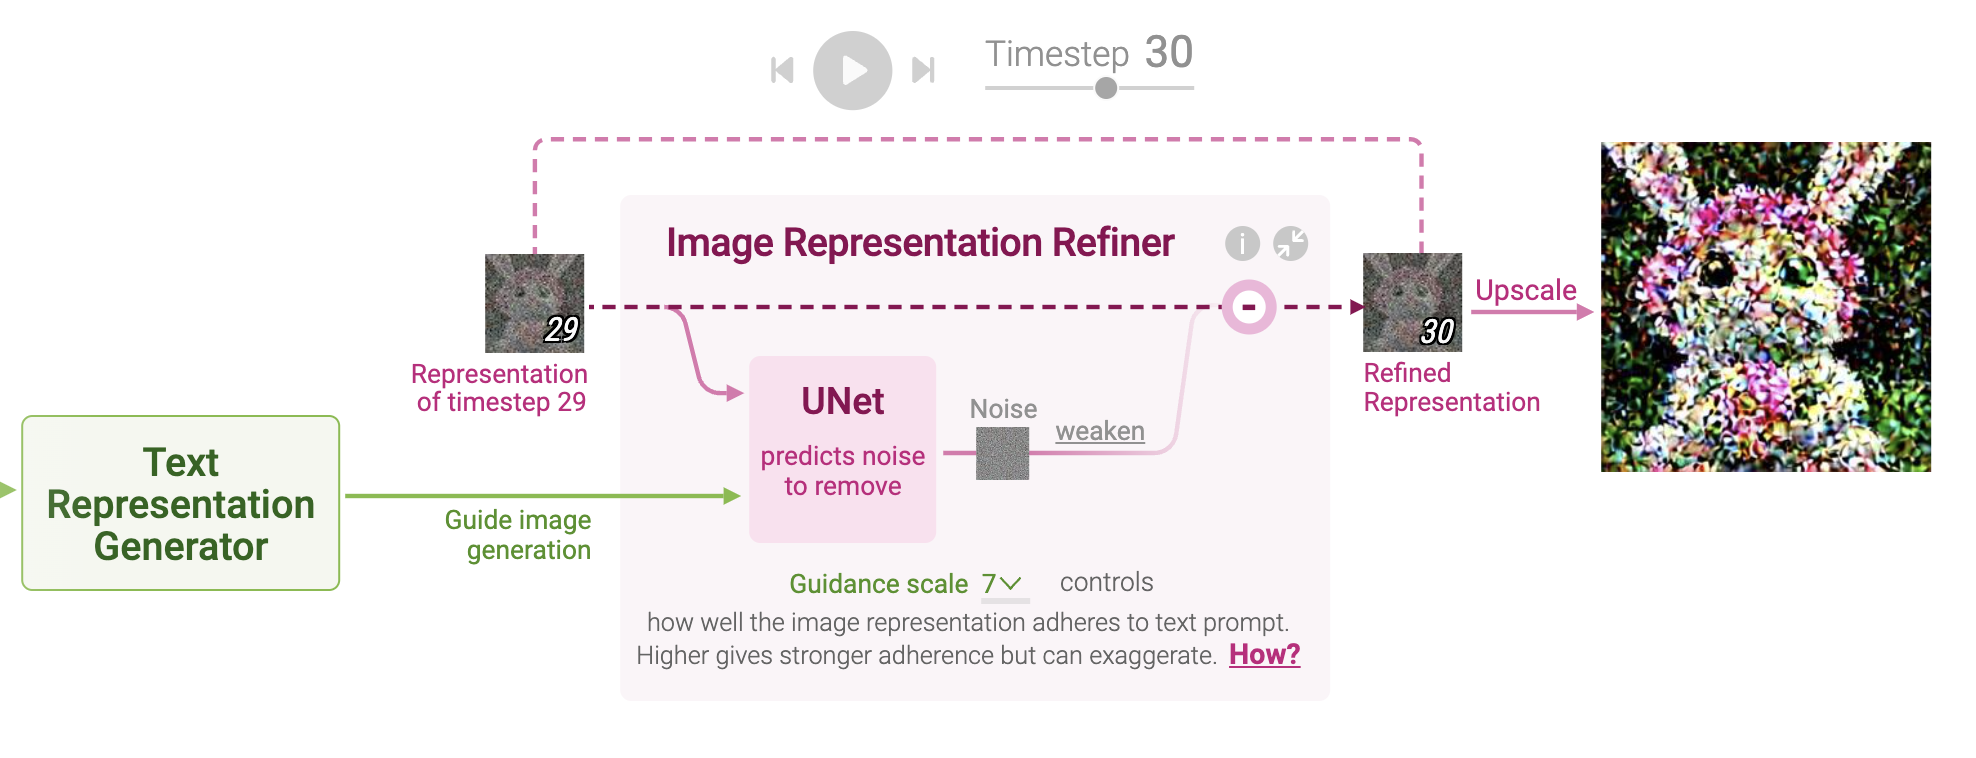 Timestep 30
Image Representation Refiner
i
29
30
Upscale
Representation
of timestep 29
Refined
Representation
UNet
predicts noise
to remove
Noise
weaken
-
Text
Representation
Generator
Guide image
generation
Guidance scale 7 controls
how well the image representation adheres to text prompt.
Higher gives stronger adherence but can exaggerate. How?